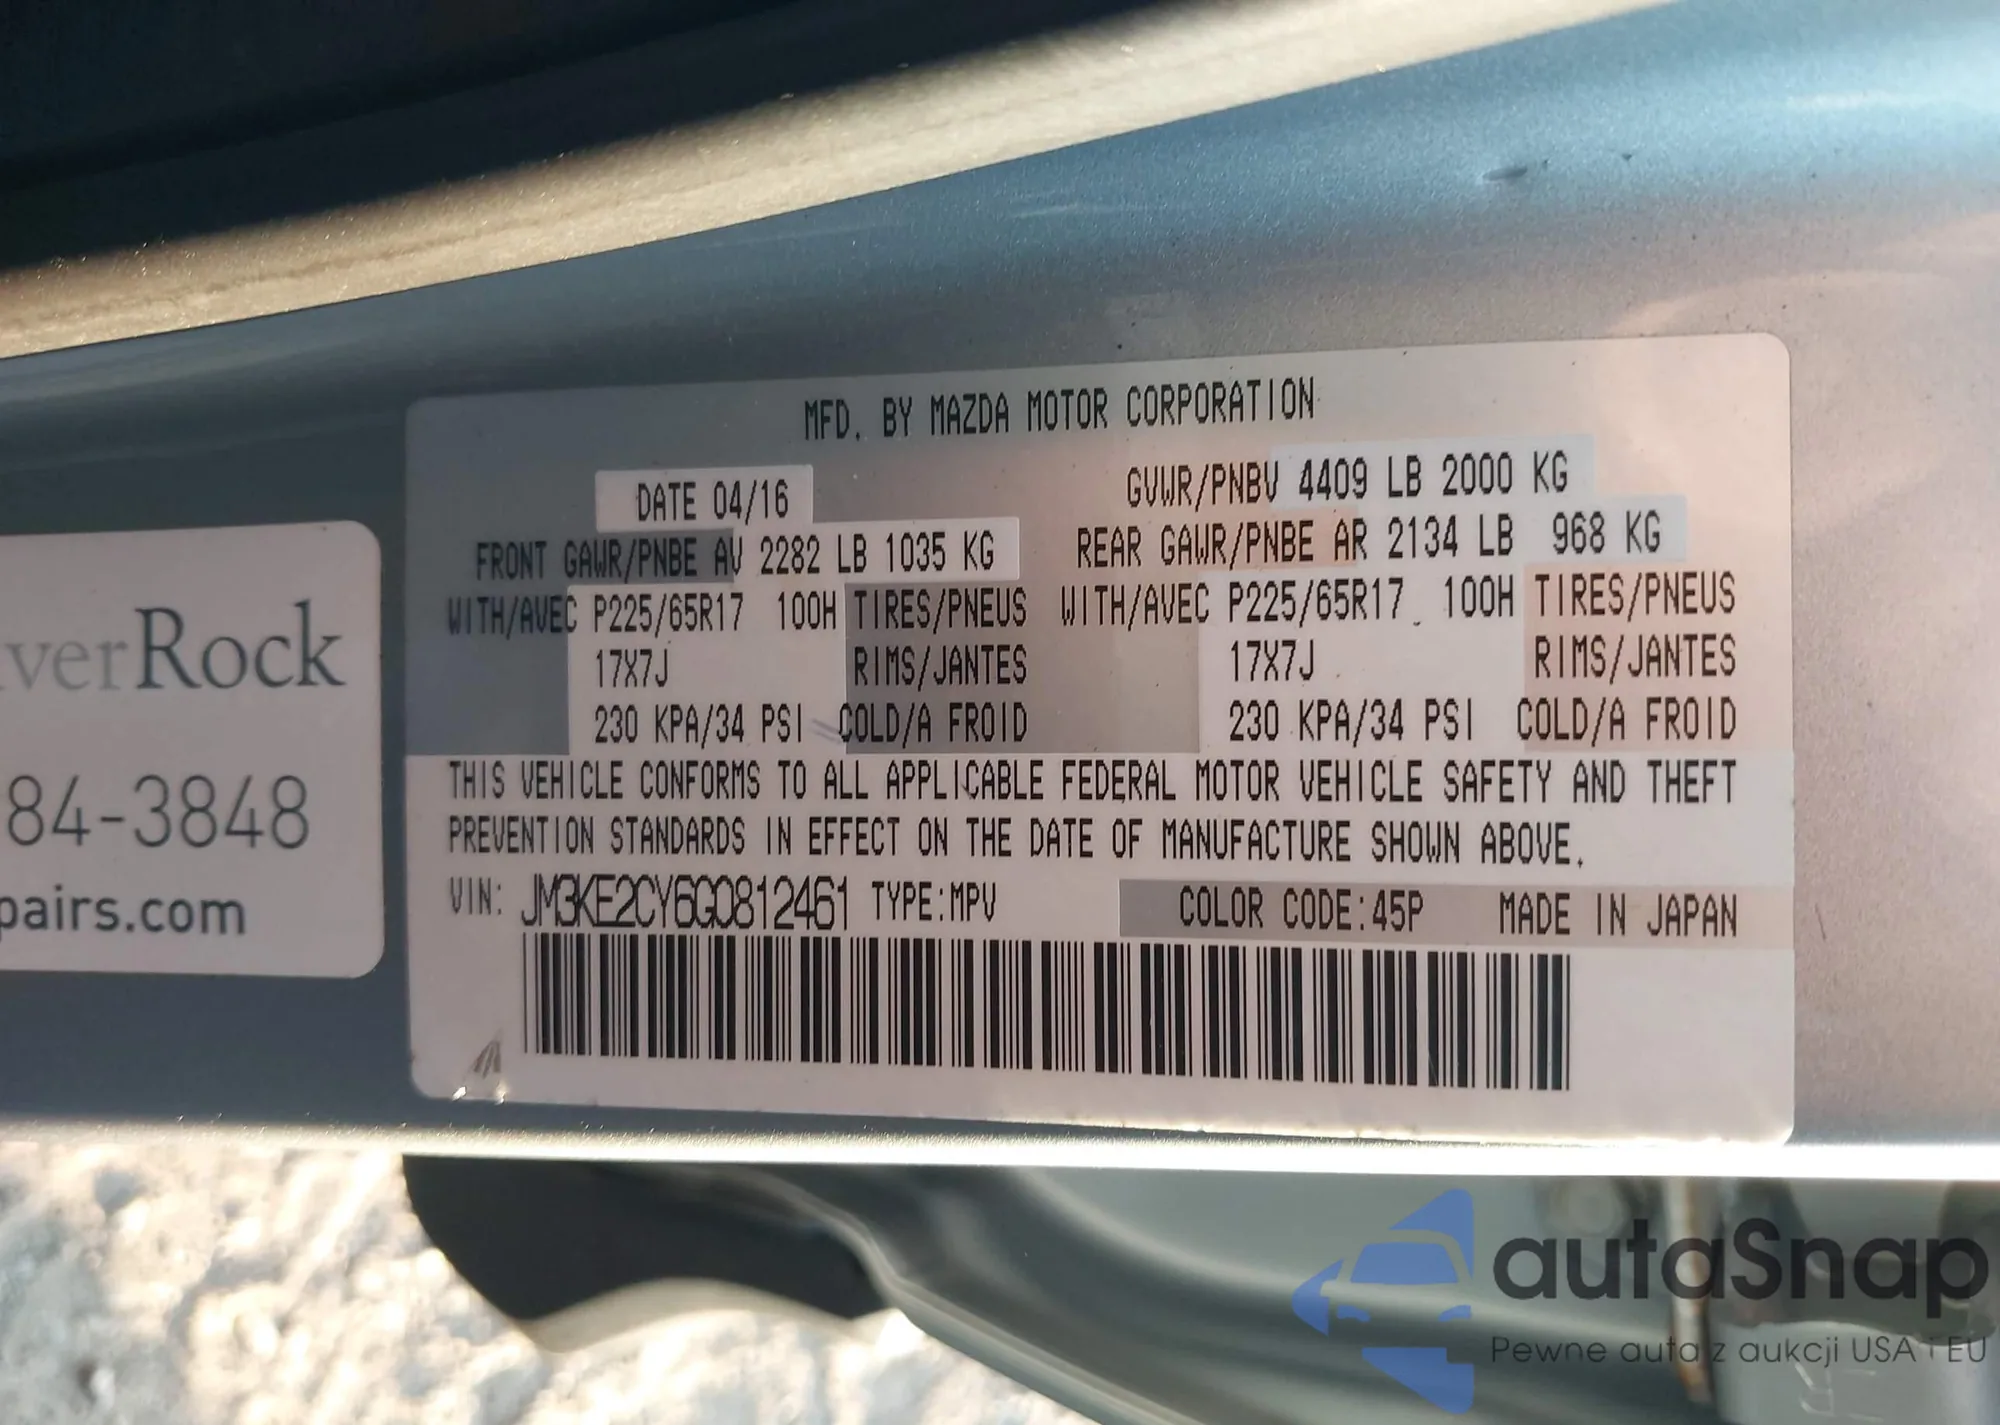 MFD. BY MAZDA MOTOR CORPORATION
DATE 04/16 GVWR/PNBV 4409 LB 2000 KG
FRONT GAWR/PNBE AV 2282 LB 1035 KG REAR GAWR/PNBE AR 2134 LB 968 KG
WITH/AVEC P225/65R17 100H TIRES/PNEUS WITH/AVEC P225/65R17 100H TIRES/PNEUS
17X7J RIMS/JANTES 17X7J RIMS/JANTES
230 KPA/34 PSI COLD/A FROID 230 KPA/34 PSI COLD/A FROID
THIS VEHICLE CONFORMS TO ALL APPLICABLE FEDERAL MOTOR VEHICLE SAFETY AND THEFT
PREVENTION STANDARDS IN EFFECT ON THE DATE OF MANUFACTURE SHOWN ABOVE.
VIN: JM3KE2CY6G0812461 TYPE:MPV COLOR CODE:45P MADE IN JAPAN
verRock
84-3848
pairs.com
autaSnap
Pewne auta z aukcji USA i EU